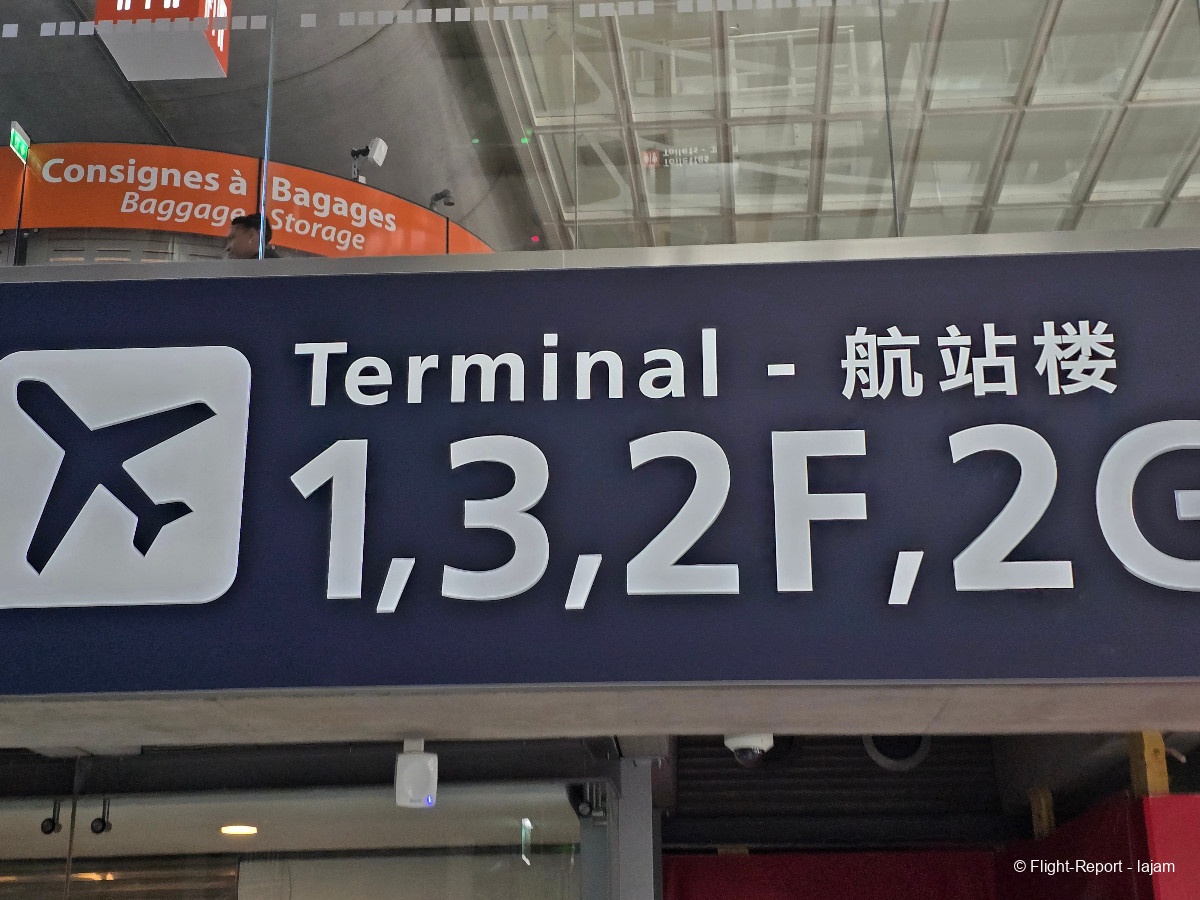 Consignes à Bagages
Baggage Storage
Terminal - 航站楼
1,3,2F,2G
© Flight-Report - lajam